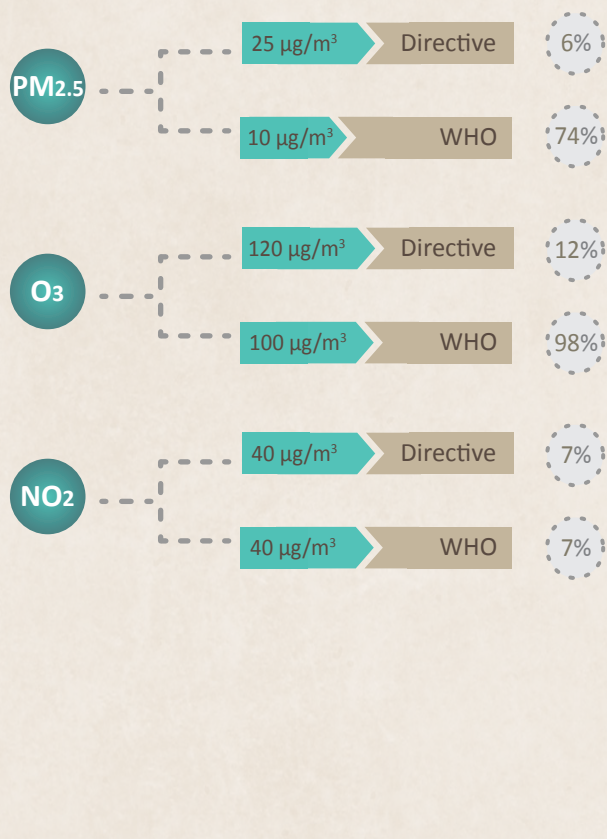 25 µg/m³ Directive 6%
PM2.5
10 µg/m³ WHO 74%
120 µg/m³ Directive 12%
O3
100 µg/m³ WHO 98%
40 µg/m³ Directive 7%
NO2
40 µg/m³ WHO 7%